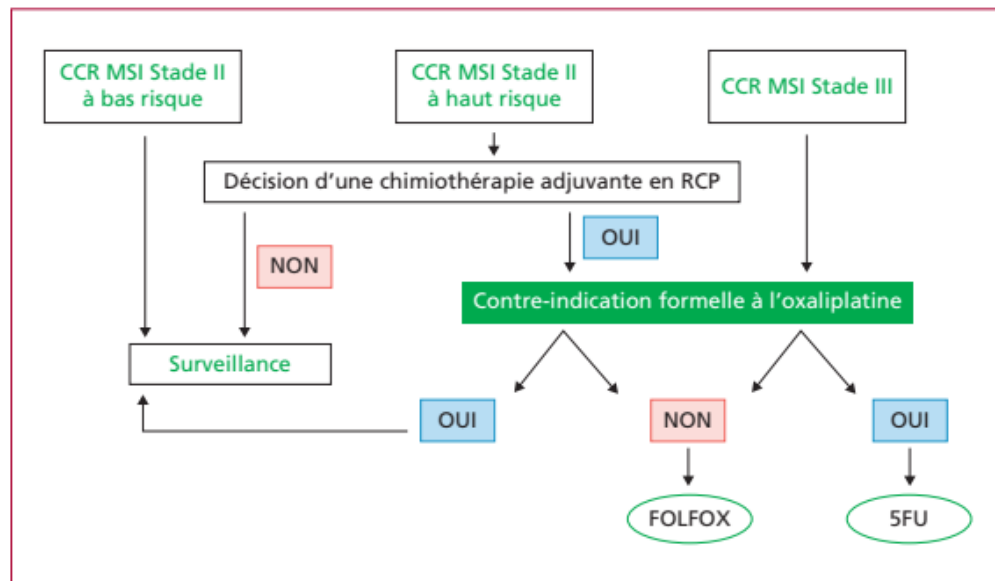 CCR MSI Stade II
à bas risque
CCR MSI Stade II
à haut risque
CCR MSI Stade III
Décision d’une chimiothérapie adjuvante en RCP
NON
OUI
Contre-indication formelle à l’oxaliplatine
Surveillance
OUI
NON
OUI
FOLFOX
5FU